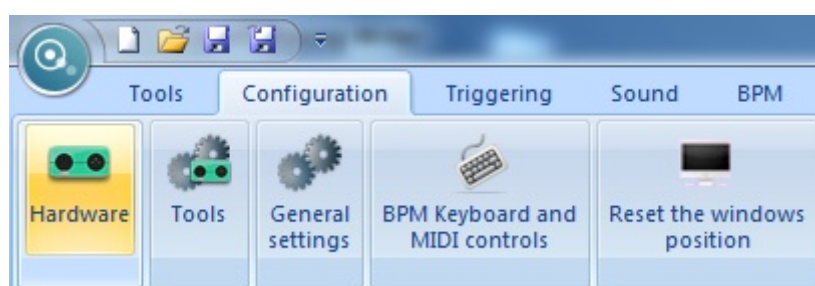 Tools Configuration Triggering Sound BPM
Hardware
Tools
General
settings
BPM Keyboard and
MIDI controls
Reset the windows
position